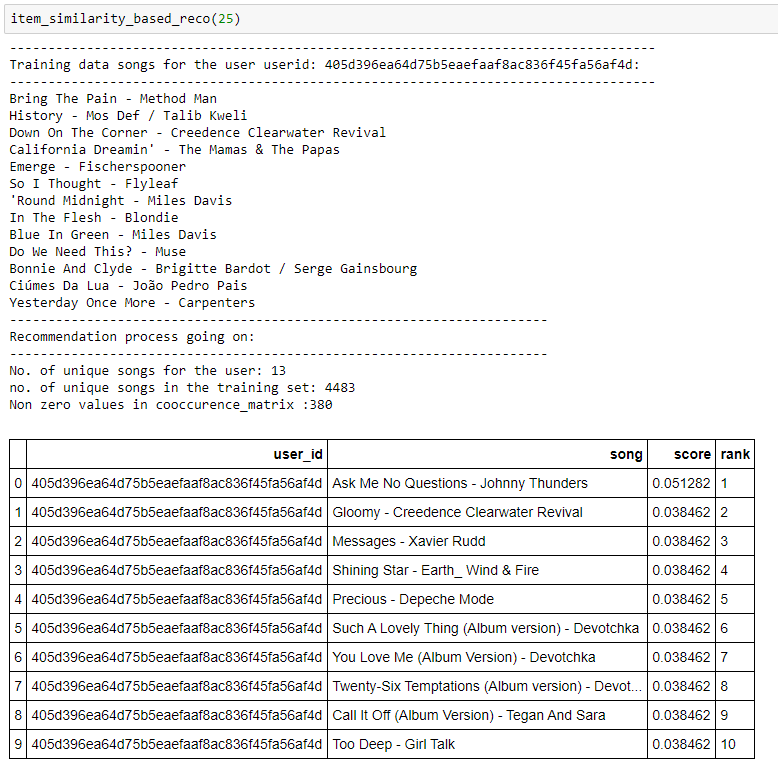 item_similarity_based_reco(25)
------------------------------------------------------------------------------------
Training data songs for the user userid: 405d396ea64d75b5eaefaaf8ac836f45fa56af4d:
------------------------------------------------------------------------------------
Bring The Pain - Method Man
History - Mos Def / Talib Kweli
Down On The Corner - Creedence Clearwater Revival
California Dreamin' - The Mamas & The Papas
Emerge - Fischerspooner
So I Thought - Flyleaf
'Round Midnight - Miles Davis
In The Flesh - Blondie
Blue In Green - Miles Davis
Do We Need This? - Muse
Bonnie And Clyde - Brigitte Bardot / Serge Gainsbourg
Ciúmes Da Lua - João Pedro Pais
Yesterday Once More - Carpenters
----------------------------------------------------------------------
Recommendation process going on:
----------------------------------------------------------------------
No. of unique songs for the user: 13
no. of unique songs in the training set: 4483
Non zero values in cooccurence_matrix :380
user_id song score rank
0 405d396ea64d75b5eaefaaf8ac836f45fa56af4d Ask Me No Questions - Johnny Thunders 0.051282 1
1 405d396ea64d75b5eaefaaf8ac836f45fa56af4d Gloomy - Creedence Clearwater Revival 0.038462 2
2 405d396ea64d75b5eaefaaf8ac836f45fa56af4d Messages - Xavier Rudd 0.038462 3
3 405d396ea64d75b5eaefaaf8ac836f45fa56af4d Shining Star - Earth_ Wind & Fire 0.038462 4
4 405d396ea64d75b5eaefaaf8ac836f45fa56af4d Precious - Depeche Mode 0.038462 5
5 405d396ea64d75b5eaefaaf8ac836f45fa56af4d Such A Lovely Thing (Album version) - Devotchka 0.038462 6
6 405d396ea64d75b5eaefaaf8ac836f45fa56af4d You Love Me (Album Version) - Devotchka 0.038462 7
7 405d396ea64d75b5eaefaaf8ac836f45fa56af4d Twenty-Six Temptations (Album version) - Devot... 0.038462 8
8 405d396ea64d75b5eaefaaf8ac836f45fa56af4d Call It Off (Album Version) - Tegan And Sara 0.038462 9
9 405d396ea64d75b5eaefaaf8ac836f45fa56af4d Too Deep - Girl Talk 0.038462 10